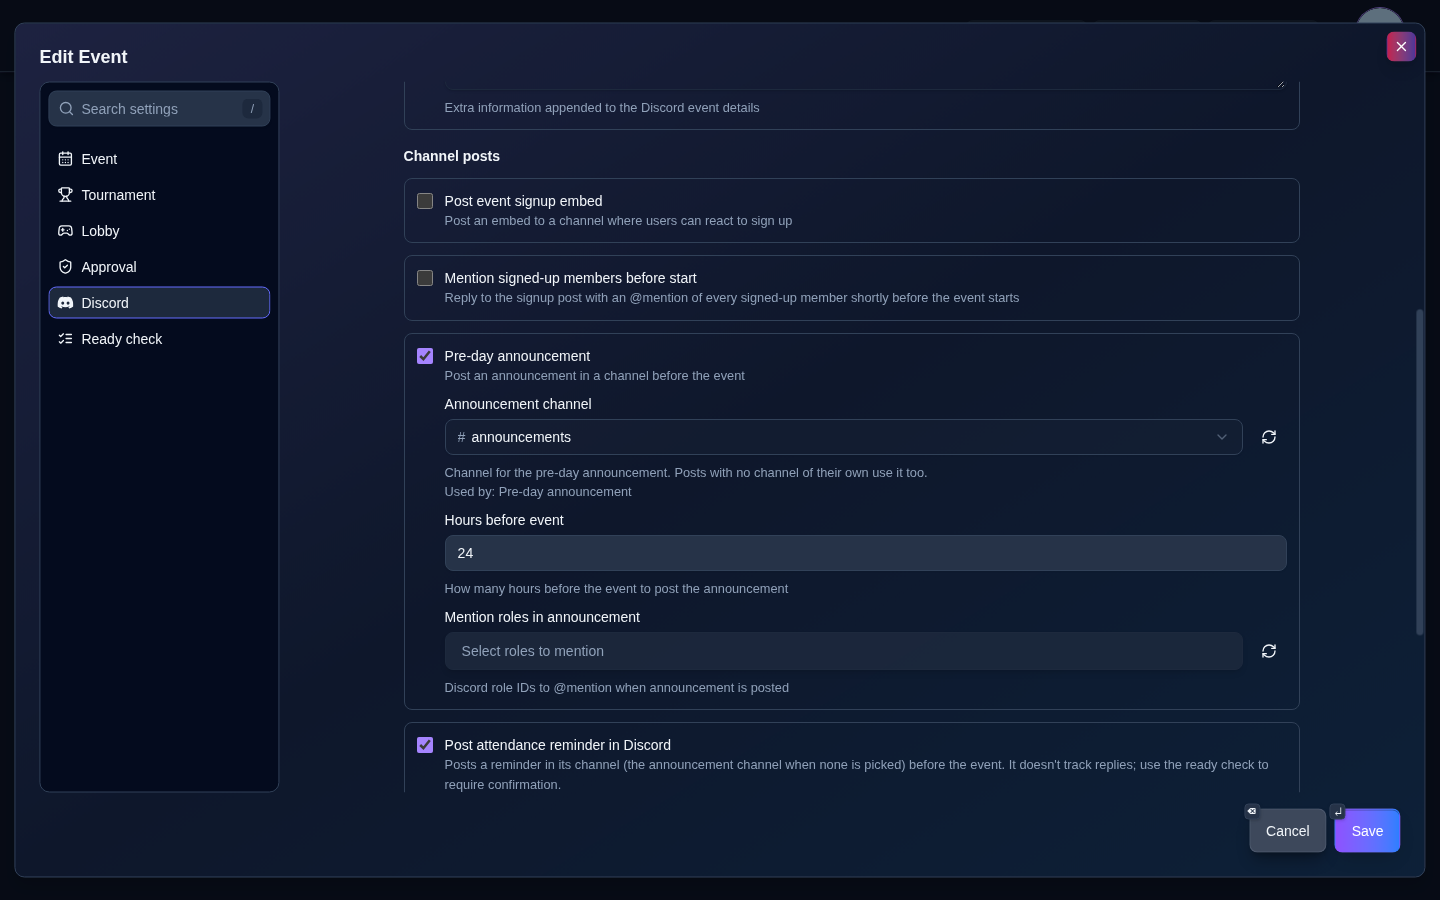 Edit Event
Search settings
/
Event
Tournament
Lobby
Approval
Discord
Ready check
Extra information appended to the Discord event details
Channel posts
Post event signup embed
Post an embed to a channel where users can react to sign up
Mention signed-up members before start
Reply to the signup post with an @mention of every signed-up member shortly before the event starts
Pre-day announcement
Post an announcement in a channel before the event
Announcement channel
# announcements
Channel for the pre-day announcement. Posts with no channel of their own use it too.
Used by: Pre-day announcement
Hours before event
24
How many hours before the event to post the announcement
Mention roles in announcement
Select roles to mention
Discord role IDs to @mention when announcement is posted
Post attendance reminder in Discord
Posts a reminder in its channel (the announcement channel when none is picked) before the event. It doesn't track replies; use the ready check to
require confirmation.
Cancel
Save